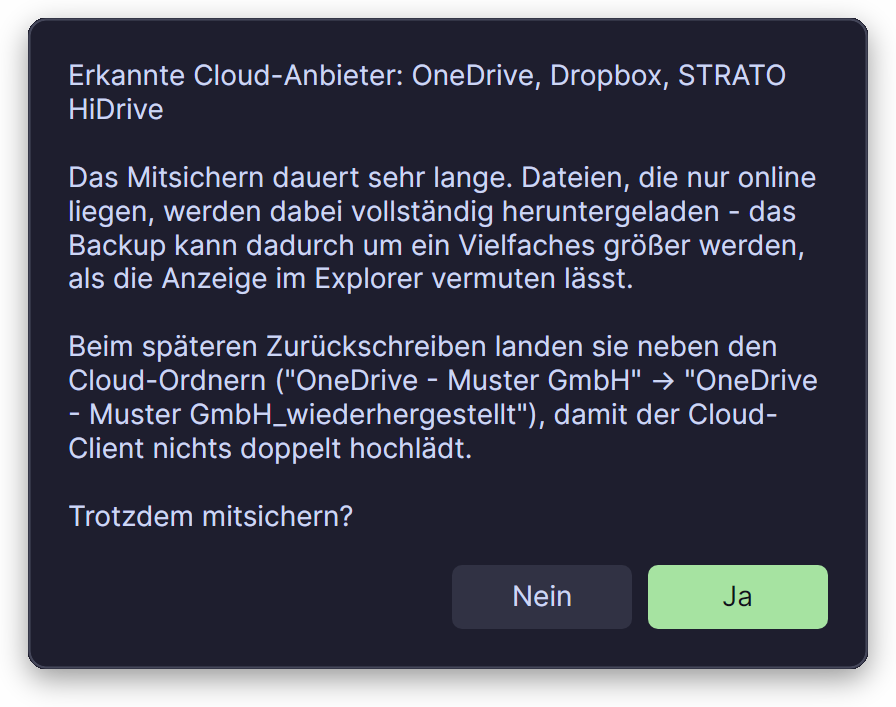 Erkannte Cloud-Anbieter: OneDrive, Dropbox, STRATO
HiDrive
Das Mitsichern dauert sehr lange. Dateien, die nur online
liegen, werden dabei vollständig heruntergeladen - das
Backup kann dadurch um ein Vielfaches größer werden,
als die Anzeige im Explorer vermuten lässt.
Beim späteren Zurückschreiben landen sie neben den
Cloud-Ordnern ("OneDrive - Muster GmbH" → "OneDrive
- Muster GmbH_wiederhergestellt"), damit der Cloud-
Client nichts doppelt hochlädt.
Trotzdem mitsichern?
Nein Ja